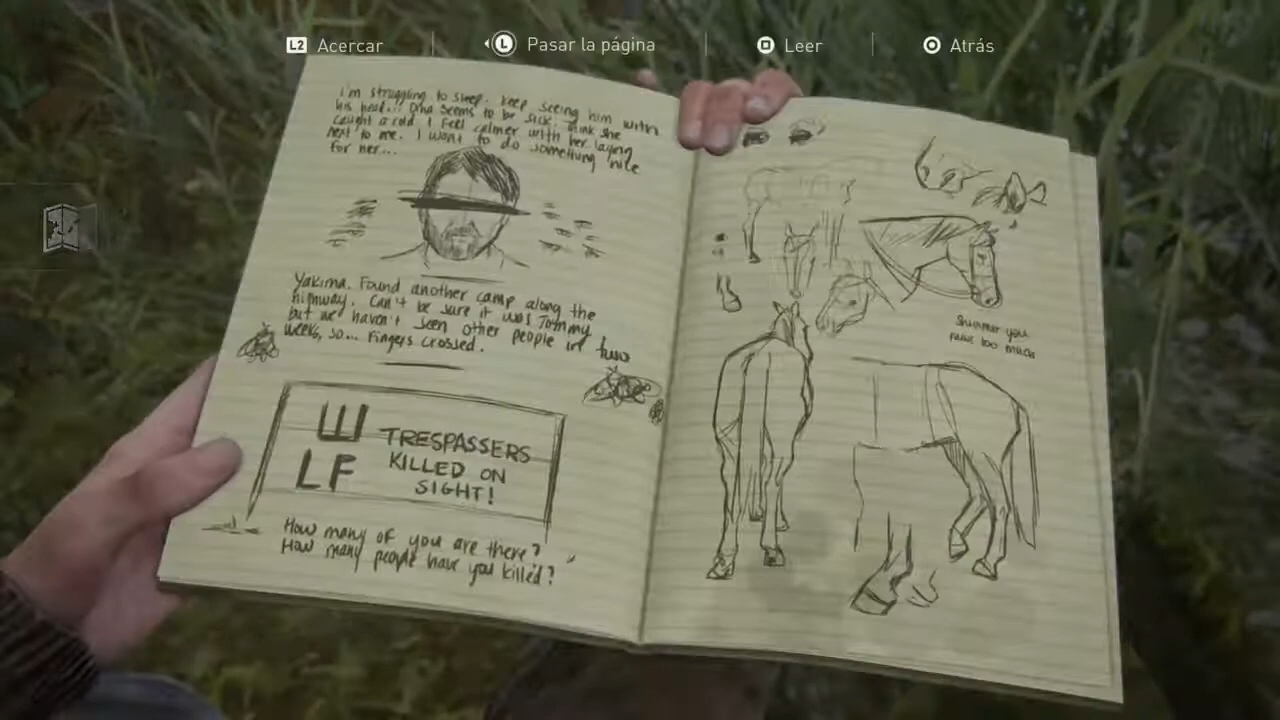 L2 Acercar
L Pasar la página
Leer
Atrás
i'm struggling to sleep. Keep seeing him with
his head... Dina seems to be sick. Think she
caught a cold. I feel calmer with her laying
next to me. I want to do something nice
for her...
Yakima. Found another camp along the
highway. Can't be sure it was Tommy
but we haven't seen other people in two
weeks, so... Fingers crossed.
W TRESPASSERS
LF KILLED ON
SIGHT!
How many of you are there?
How many people have you killed?
Shimmer you
move too much